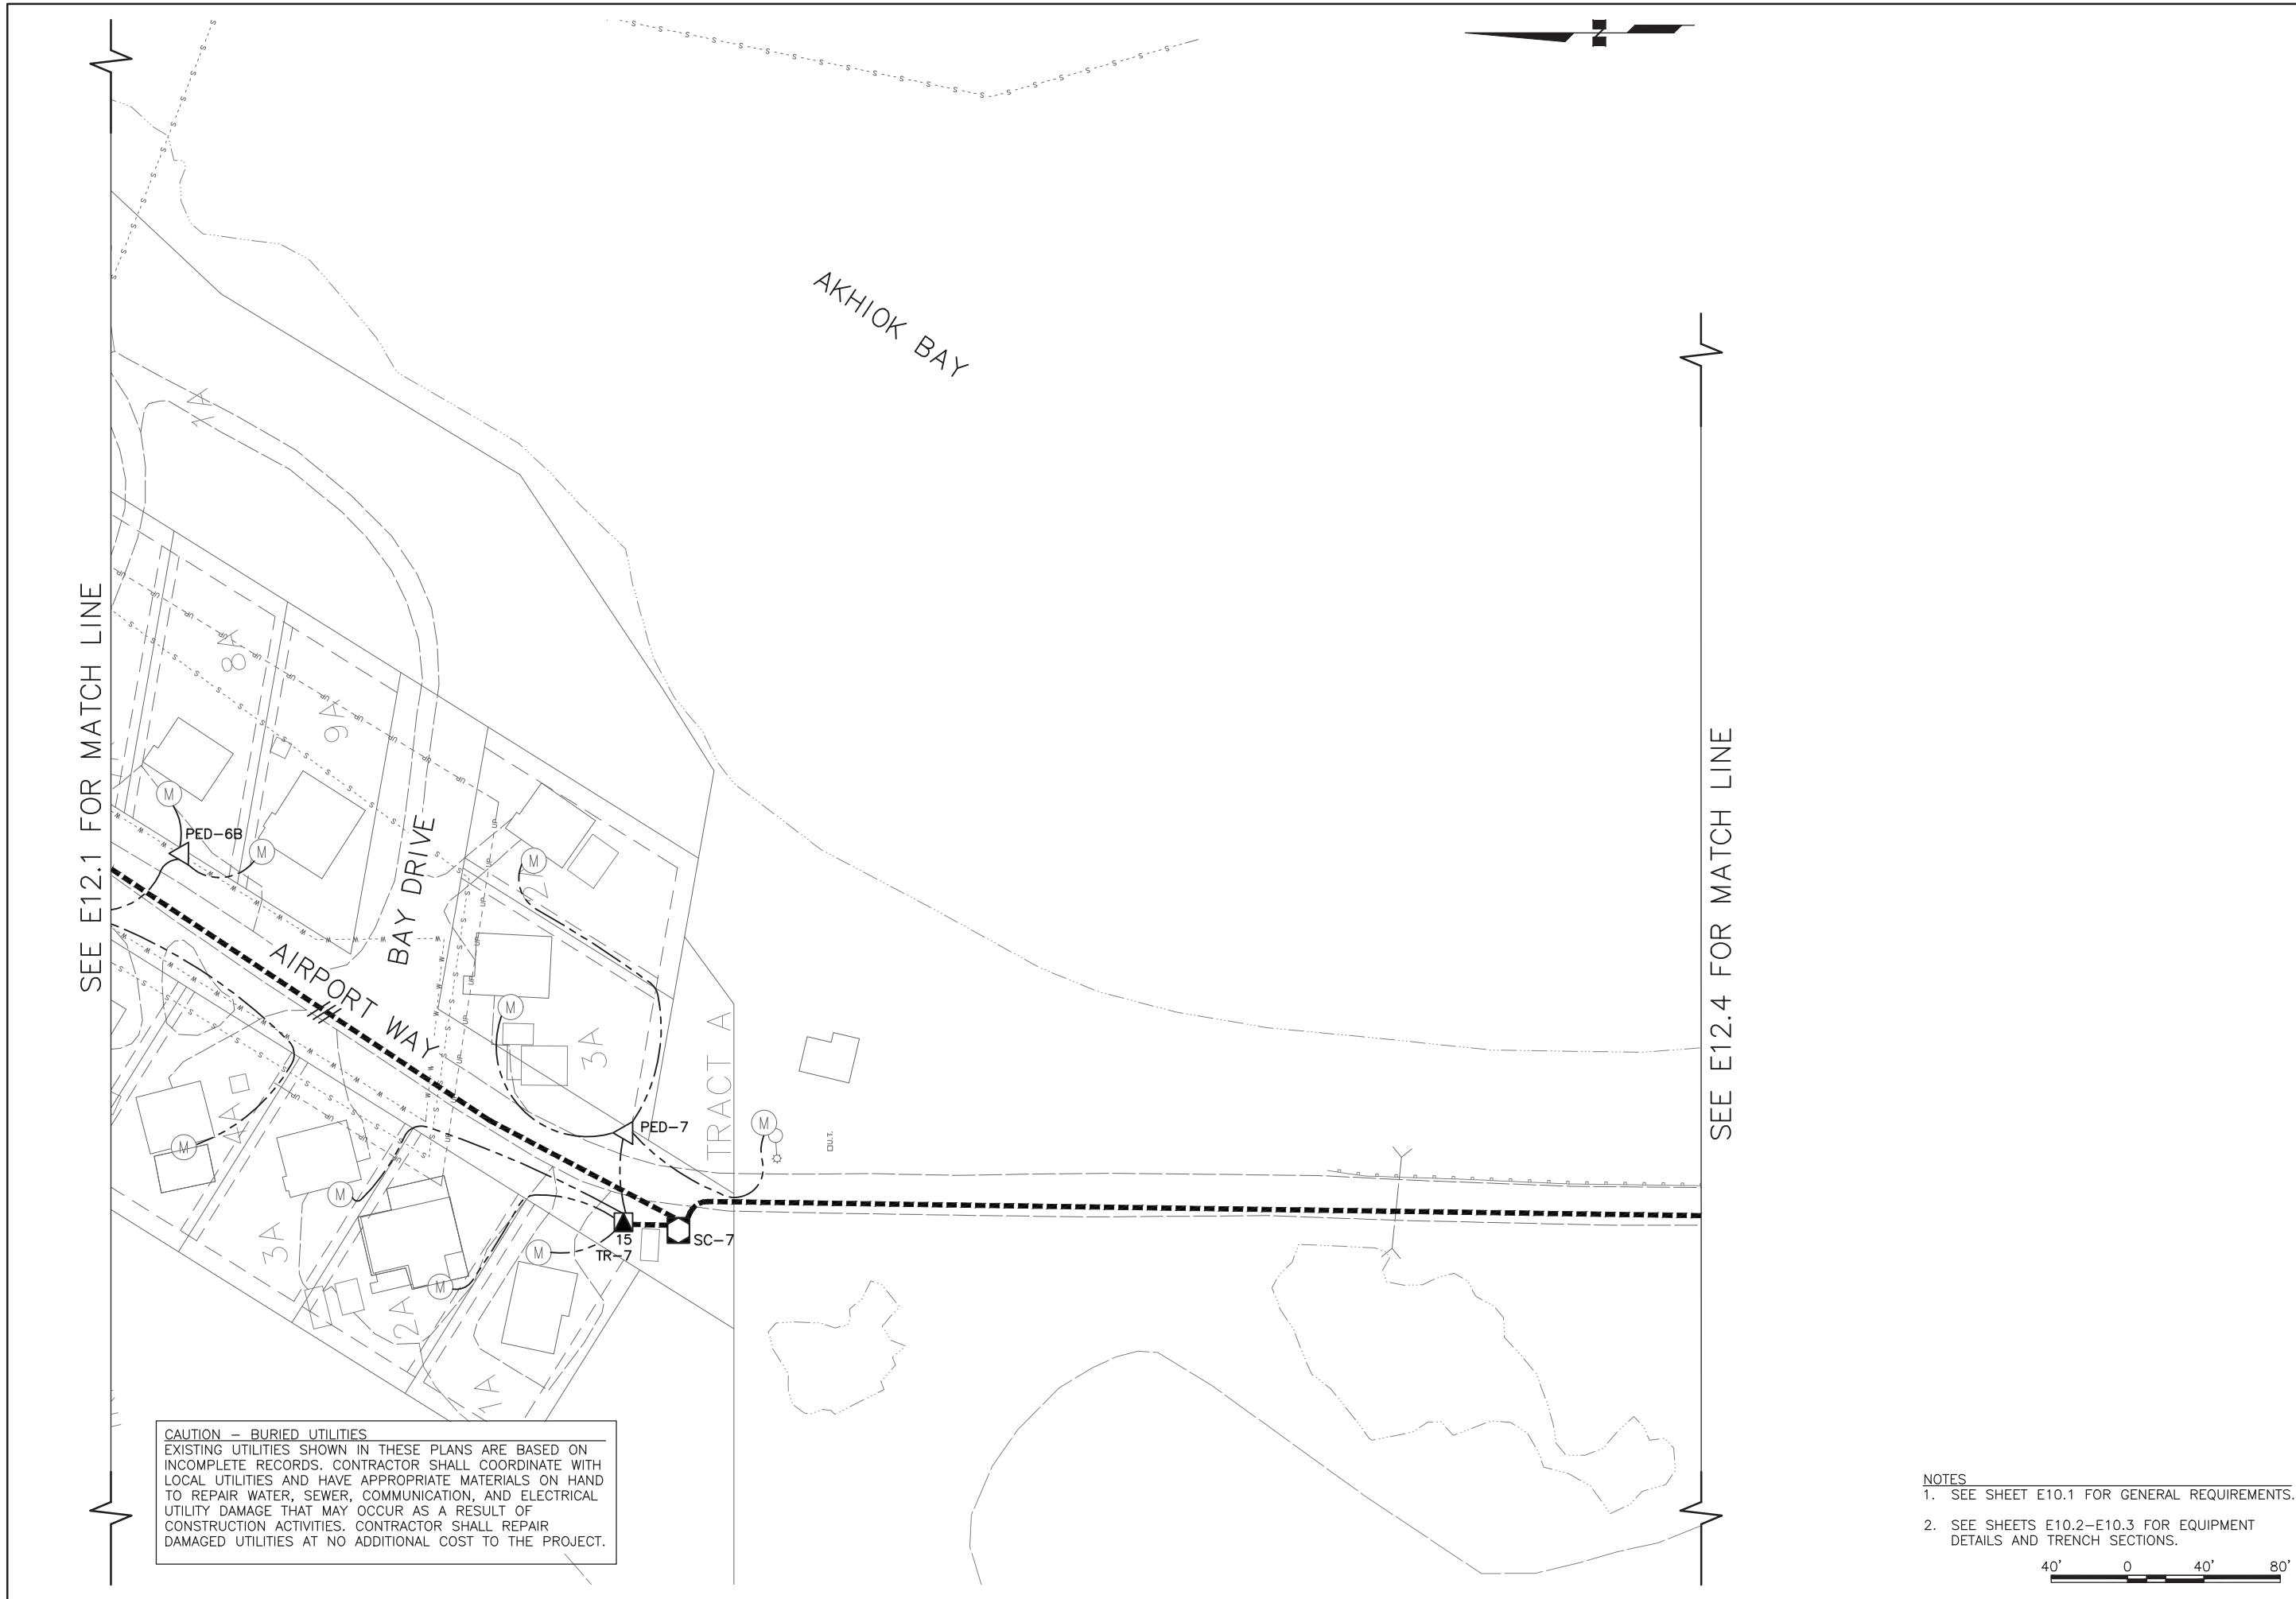 AKHIOK BAY
SEE E12.1 FOR MATCH LINE
SEE E12.4 FOR MATCH LINE
8A
9A
PED-6B
M
M
M
BAY DRIVE
AIRPORT WAY
M
3A
TRACT A
PED-7
M
O.U.T.
4A
M
M
3A
15
TR-7
SC-7
M
M
2A
1A
CAUTION – BURIED UTILITIES
EXISTING UTILITIES SHOWN IN THESE PLANS ARE BASED ON
INCOMPLETE RECORDS. CONTRACTOR SHALL COORDINATE WITH
LOCAL UTILITIES AND HAVE APPROPRIATE MATERIALS ON HAND
TO REPAIR WATER, SEWER, COMMUNICATION, AND ELECTRICAL
UTILITY DAMAGE THAT MAY OCCUR AS A RESULT OF
CONSTRUCTION ACTIVITIES. CONTRACTOR SHALL REPAIR
DAMAGED UTILITIES AT NO ADDITIONAL COST TO THE PROJECT.
NOTES
1. SEE SHEET E10.1 FOR GENERAL REQUIREMENTS.
2. SEE SHEETS E10.2–E10.3 FOR EQUIPMENT
DETAILS AND TRENCH SECTIONS.
40' 0 40' 80'